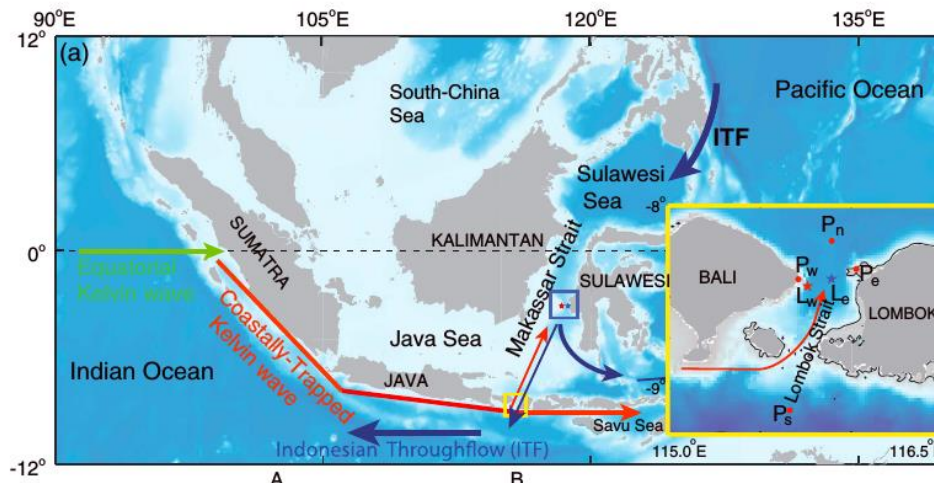 90°E
105°E
120°E
135°E
12°
(a)
South-China
Sea
Pacific Ocean
ITF
Sulawesi
Sea
-8°
SUMATRA
KALIMANTAN
Makassar Strait
0°
Equatorial
Kelvin wave
SULAWESI
Coastally-Trapped
Kelvin wave
Java Sea
Indian Ocean
JAVA
-9°
Savu Sea
Indonesian Throughflow (ITF)
-12°
A
B
Pn
BALI
Pw
Pe
Lw
Le
LOMBOK
Lombok Strait
Ps
115.0°E
116.5°E